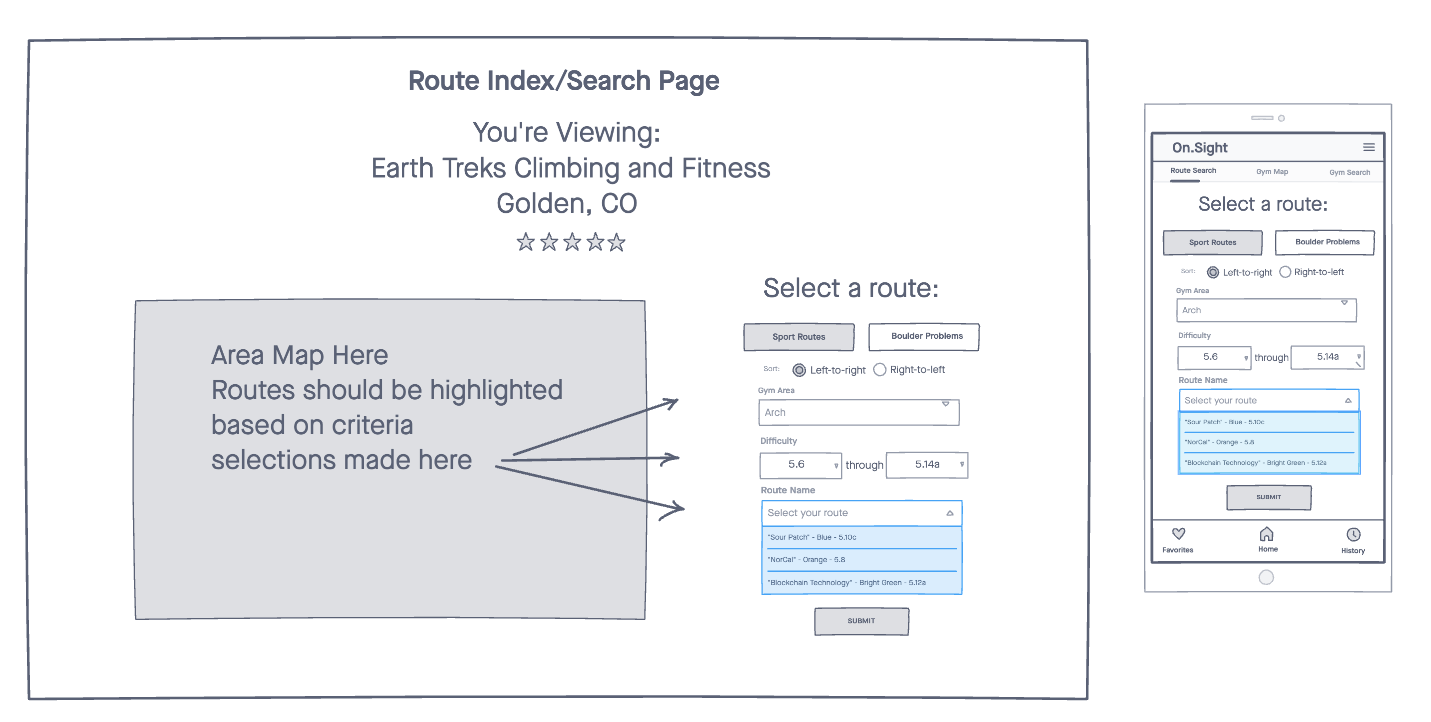 Route Index/Search Page
You're Viewing:
Earth Treks Climbing and Fitness
Golden, CO
Area Map Here
Routes should be highlighted
based on criteria
selections made here
Select a route:
Sport Routes Boulder Problems
Sort: Left-to-right Right-to-left
Gym Area
Arch
Difficulty
5.6 through 5.14a
Route Name
Select your route
"Sour Patch" - Blue - 5.10c
"NorCal" - Orange - 5.8
"Blockchain Technology" - Bright Green - 5.12a
SUBMIT
On.Sight
Route Search Gym Map Gym Search
Select a route:
Sport Routes Boulder Problems
Sort: Left-to-right Right-to-left
Gym Area
Arch
Difficulty
5.6 through 5.14a
Route Name
Select your route
"Sour Patch" - Blue - 5.10c
"NorCal" - Orange - 5.8
"Blockchain Technology" - Bright Green - 5.12a
SUBMIT
Favorites Home History